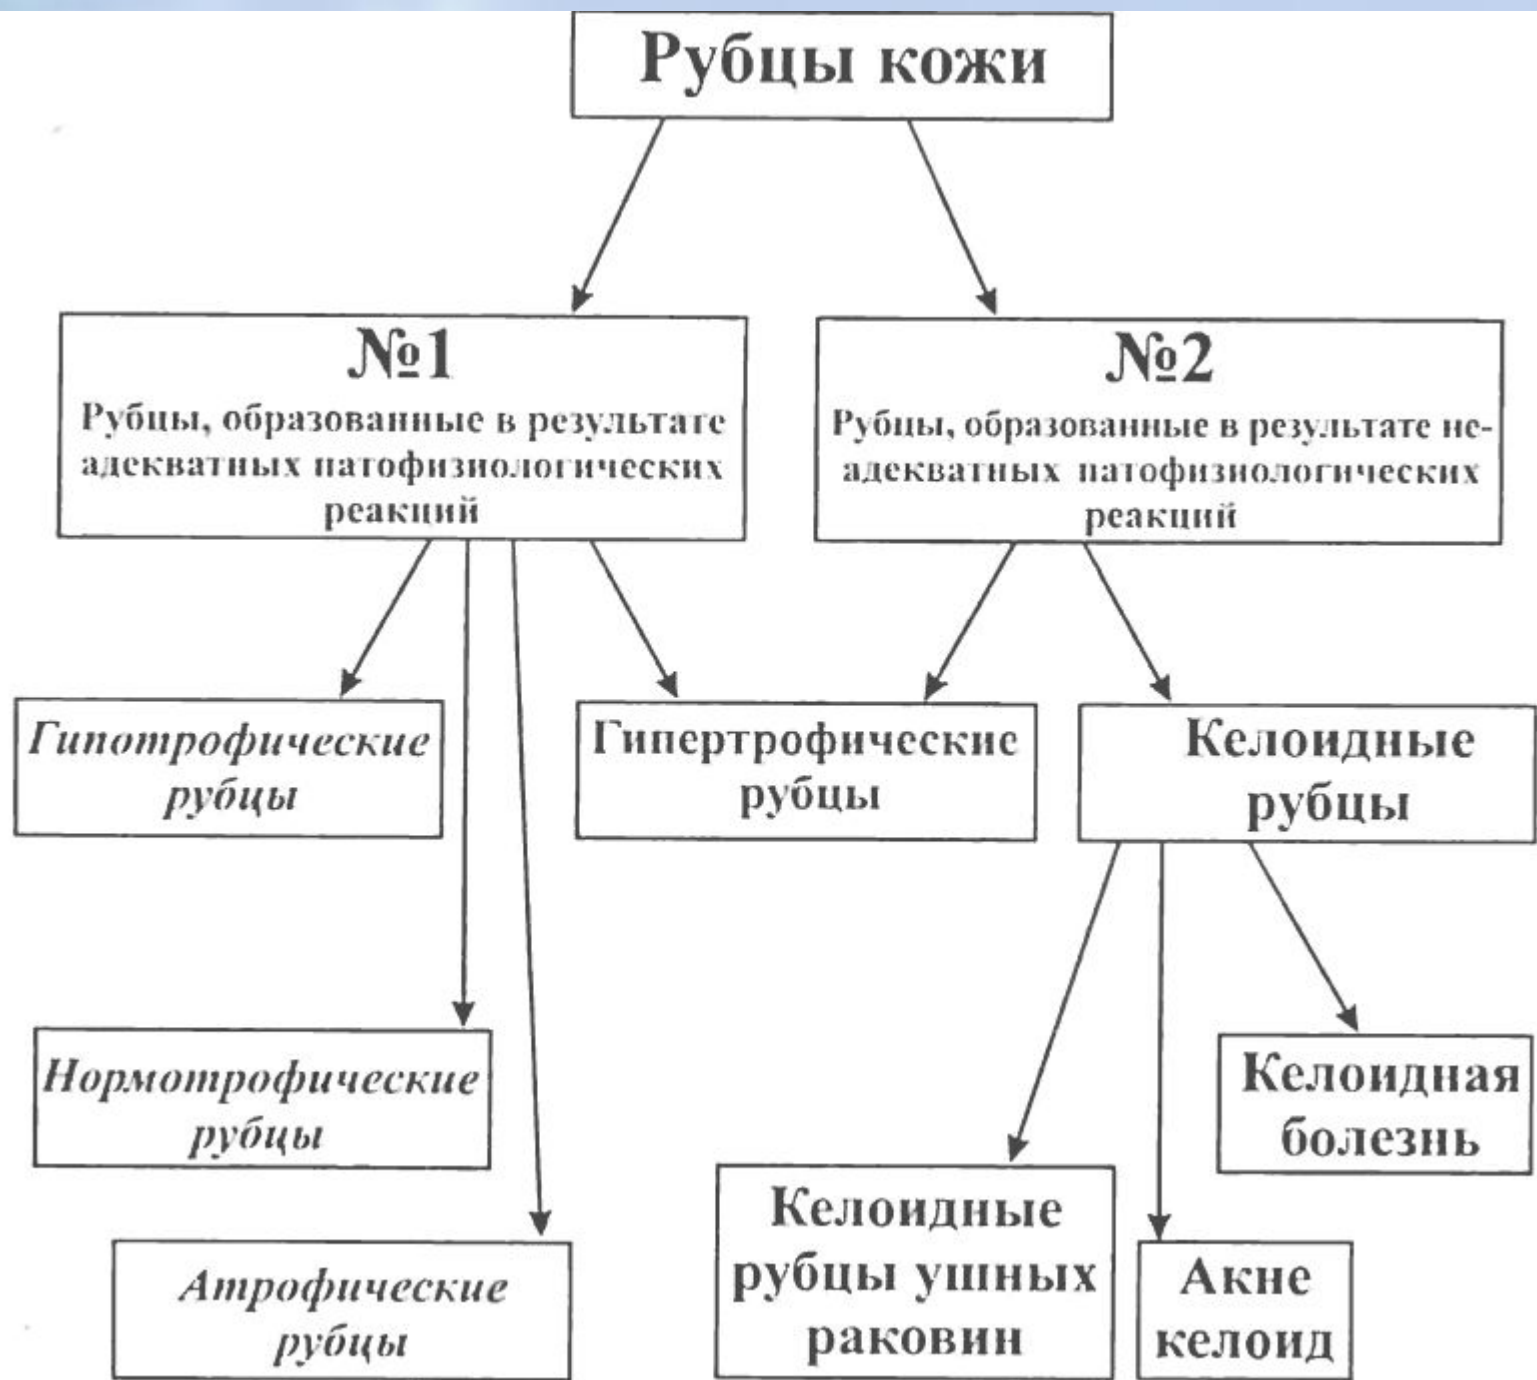 Рубцы кожи
№1
Рубцы, образованные в результате
адекватных патофизиологических
реакций
№2
Рубцы, образованные в результате не-
адекватных патофизиологических
реакций
Гипотрофические
рубцы
Гипертрофические
рубцы
Келоидные
рубцы
Нормотрофические
рубцы
Келоидная
болезнь
Атрофические
рубцы
Келоидные
рубцы ушных
раковин
Акне
келоид